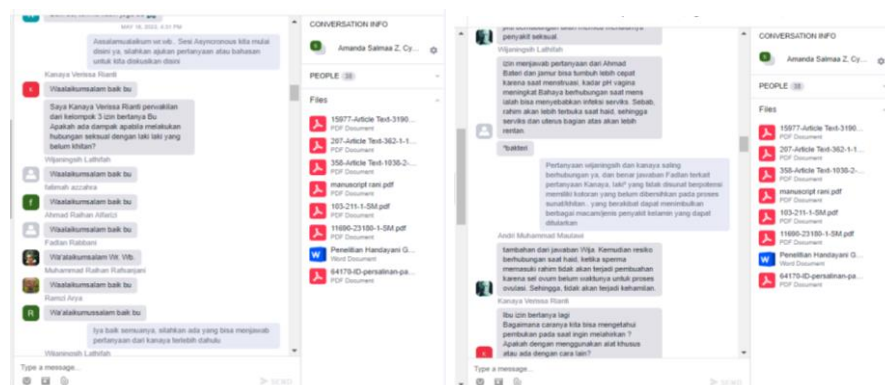 MAY 18, 2022, 4:31 PM
Assalamualaikum wr wb.. Sesi Asyncronous kita mulai
disini ya, silahkan ajukan pertanyaan atau bahasan
untuk kita diskusikan disini
Kanaya Verissa Rianti
Waalaikumsalam baik bu
Saya Kanaya Verissa Rianti perwakilan
dari kelompok 3 izin bertanya Bu
Apakah ada dampak apabila melakukan
hubungan seksual dengan laki laki yang
belum khitan?
Wijaningsih Lathifah
Waalaikumsalam baik bu
fatimah azzahra
Waalaikumsalam baik bu
Ahmad Raihan Alfarizi
Waalaikumsalam baik bu
Fadlan Rabbani
Wa'alaikumsalam Wr. Wb.
Muhammad Raihan Raihanjani
Waalaikumsalam baik bu
Ramzi Arya
Wa'alaikumussalam baik bu
Iya baik semuanya, silahkan ada yang bisa menjawab
pertanyaan dari kanaya terlebih dahulu
Wijaningsih Lathifah
Type a message...
CONVERSATION INFO
Amanda Salmaa Z, Cy...
PEOPLE 38
Files
15977-Article Text-3190...
PDF Document
207-Article Text-362-1-1...
PDF Document
358-Article Text-1038-2-...
PDF Document
manuscript rani.pdf
PDF Document
103-211-1-SM.pdf
PDF Document
11690-23180-1-SM.pdf
PDF Document
Penelitian Handayani G...
Word Document
64170-ID-persalinan-pa...
PDF Document
penyakit seksual.
Wijaningsih Lathifah
izin menjawab pertanyaan dari Ahmad
Bateri dan jamur bisa tumbuh lebih cepat
karena saat menstruasi, kadar pH vagina
meningkat Bahaya berhubungan saat mens
ialah bisa menyebabkan infeksi serviks. Sebab,
rahim akan lebih terbuka saat haid, sehingga
serviks dan uterus bagian atas akan lebih
rentan.
*bakteri
Pertanyaan wijaningsih dan kanaya saling
berhubungan ya, dan benar jawaban Fadlan terkait
pertanyaan Kanaya, laki² yang tidak disunat berpotensi
memiliki kotoran yang belum dibersihkan pada proses
sunat/khitan . yang berakibat dapat menimbulkan
berbagai macam/jenis penyakit kelamin yang dapat
ditularkan
Andri Muhammad Maulase
tambahan dari jawaban Wija. Kemudian resiko
berhubungan saat haid, ketika sperma
memasuki rahim tidak akan terjadi pembuahan
karena sel ovum belum waktunya untuk proses
ovulasi. Sehingga, tidak akan terjadi kehamilan.
Kanaya Verissa Rianti
Ibu izin bertanya lagi
Bagaimana caranya kita bisa mengetahui
pembukan pada saat ingin melahirkan ?
Apakah dengan menggunakan alat khusus
atau ada dengan cara lain?
Type a message...
CONVERSATION INFO
Amanda Salmaa Z, Cy...
PEOPLE 38
Files
15977-Article Text-3190...
PDF Document
207-Article Text-362-1-1...
PDF Document
358-Article Text-1038-2-...
PDF Document
manuscript rani.pdf
PDF Document
103-211-1-SM.pdf
PDF Document
11690-23180-1-SM.pdf
PDF Document
Penelitian Handayani G...
Word Document
64170-ID-persalinan-pa...
PDF Document